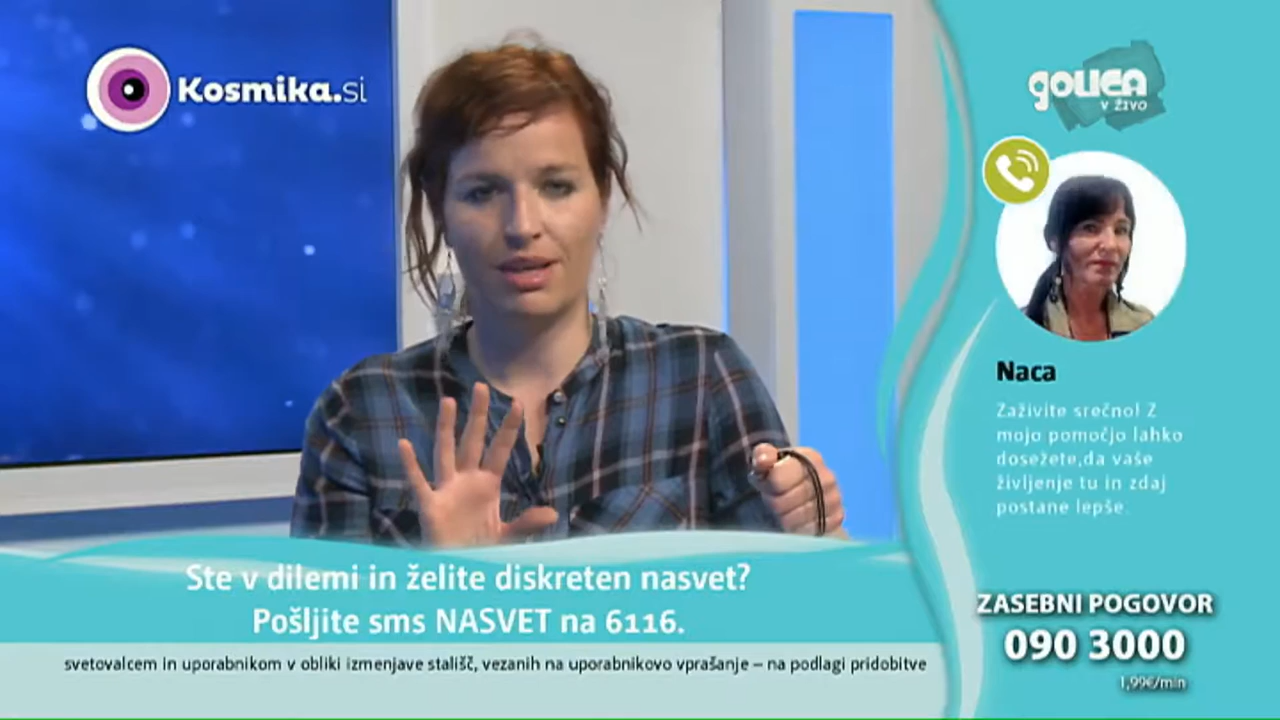 Kosmika.si
GOLICA
V ŽIVO
Naca
Zaživite srečno! Z
mojo pomočjo lahko
dosežete,da vaše
življenje tu in zdaj
postane lepše.
Ste v dilemi in želite diskreten nasvet?
Pošljite sms NASVET na 6116.
ZASEBNI POGOVOR
090 3000
1,99€/min
svetovalcem in uporabnikom v obliki izmenjave stališč, vezanih na uporabnikovo vprašanje – na podlagi pridobitve